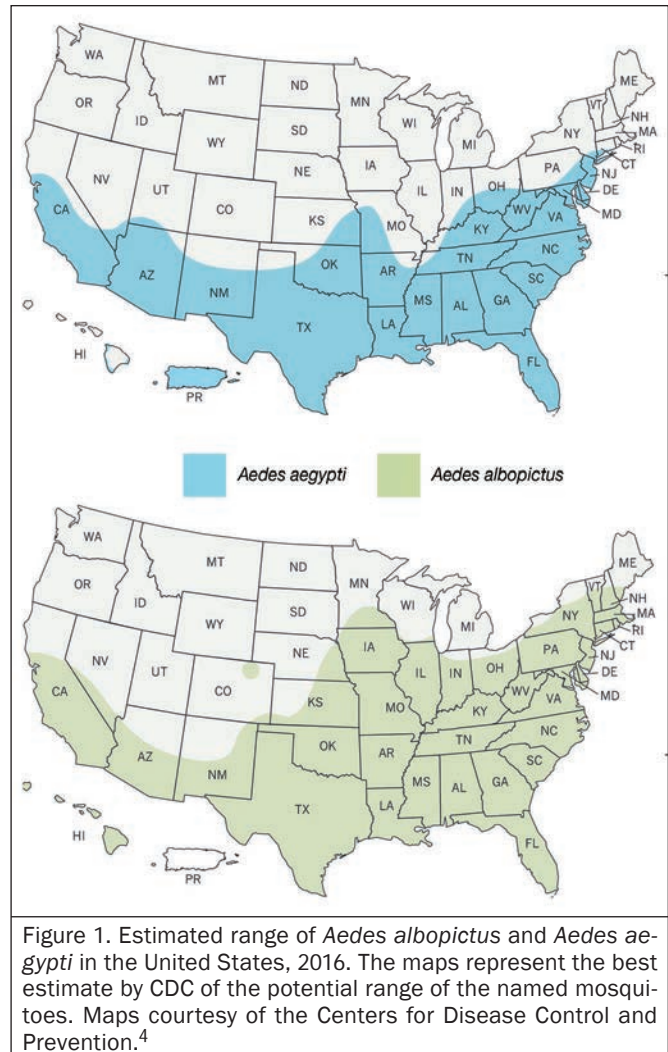 WA
MT
ND
MN
ME
OR
ID
SD
WI
MI
VT
NH
NY
MA
WY
RI
CT
NV
UT
NE
IA
IL
IN
OH
PA
NJ
DE
MD
CA
CO
KS
MO
WV
VA
KY
AZ
NM
OK
AR
TN
NC
SC
TX
LA
MS
AL
GA
FL
HI
PR
Aedes aegypti
Aedes albopictus
WA
MT
ND
MN
ME
OR
ID
SD
WI
MI
VT
NH
NY
MA
WY
RI
CT
NV
UT
NE
IA
IL
IN
OH
PA
NJ
DE
MD
CA
CO
KS
MO
WV
VA
KY
AZ
NM
OK
AR
TN
NC
SC
TX
LA
MS
AL
GA
FL
HI
PR
Figure 1. Estimated range of Aedes albopictus and Aedes ae-
gypti in the United States, 2016. The maps represent the best
estimate by CDC of the potential range of the named mosqui-
toes. Maps courtesy of the Centers for Disease Control and
Prevention.4